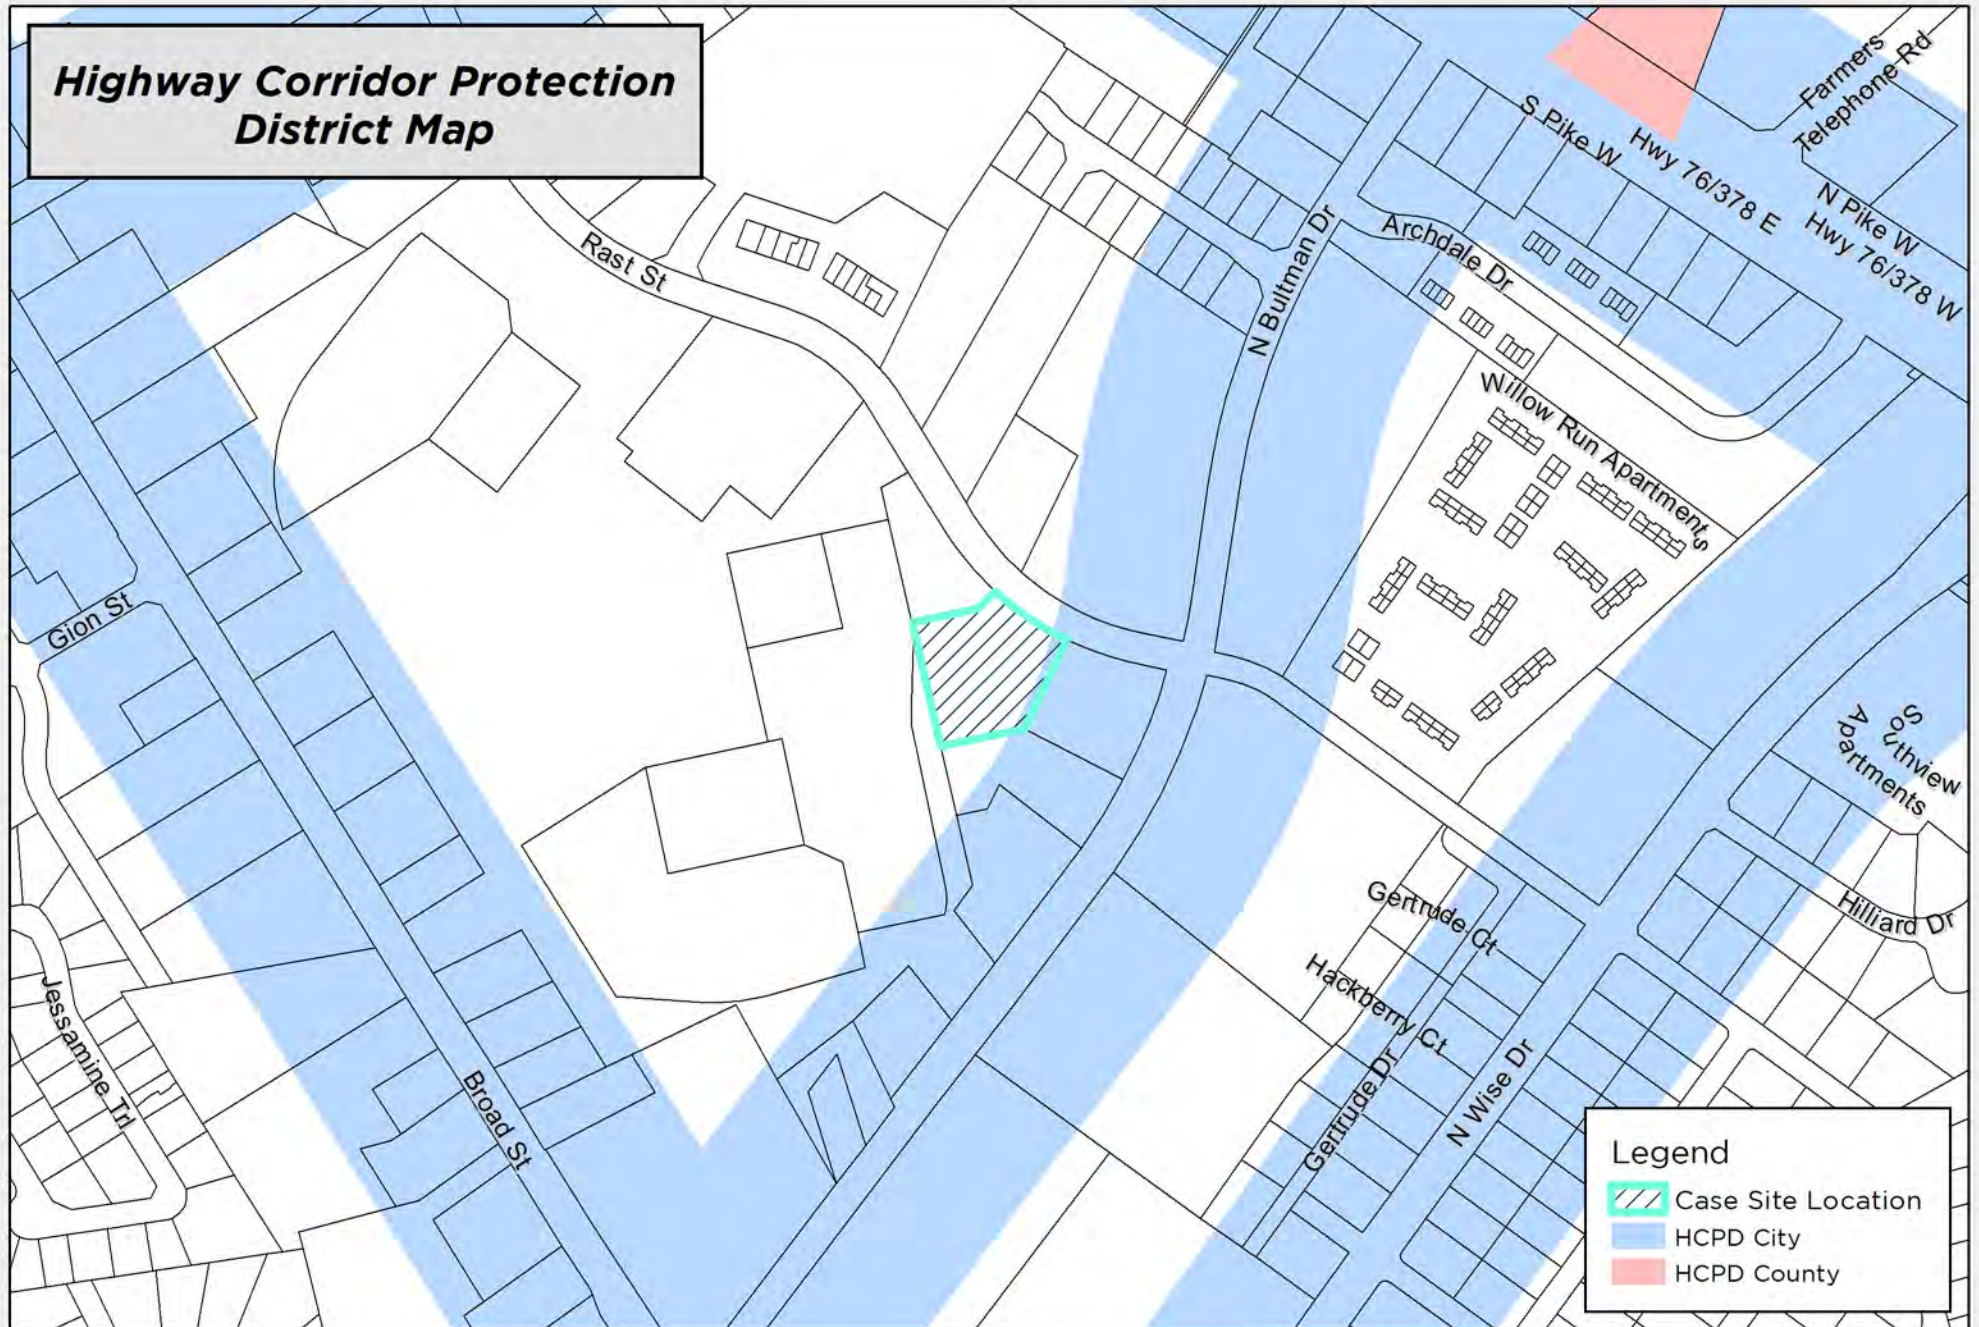 Highway Corridor Protection
District Map
Farmers
Telephone Rd
S Pike W
Hwy 76/378 E
N Pike W
Hwy 76/378 W
Rast St
N Bultman Dr
Archdale Dr
Willow Run Apartments
Gion St
Southview
Apartments
Gertrude Ct
Hilliard Dr
Hackberry Ct
Jessamine Trl
Broad St
Gertrude Dr
N Wise Dr
Legend
Case Site Location
HCPD City
HCPD County